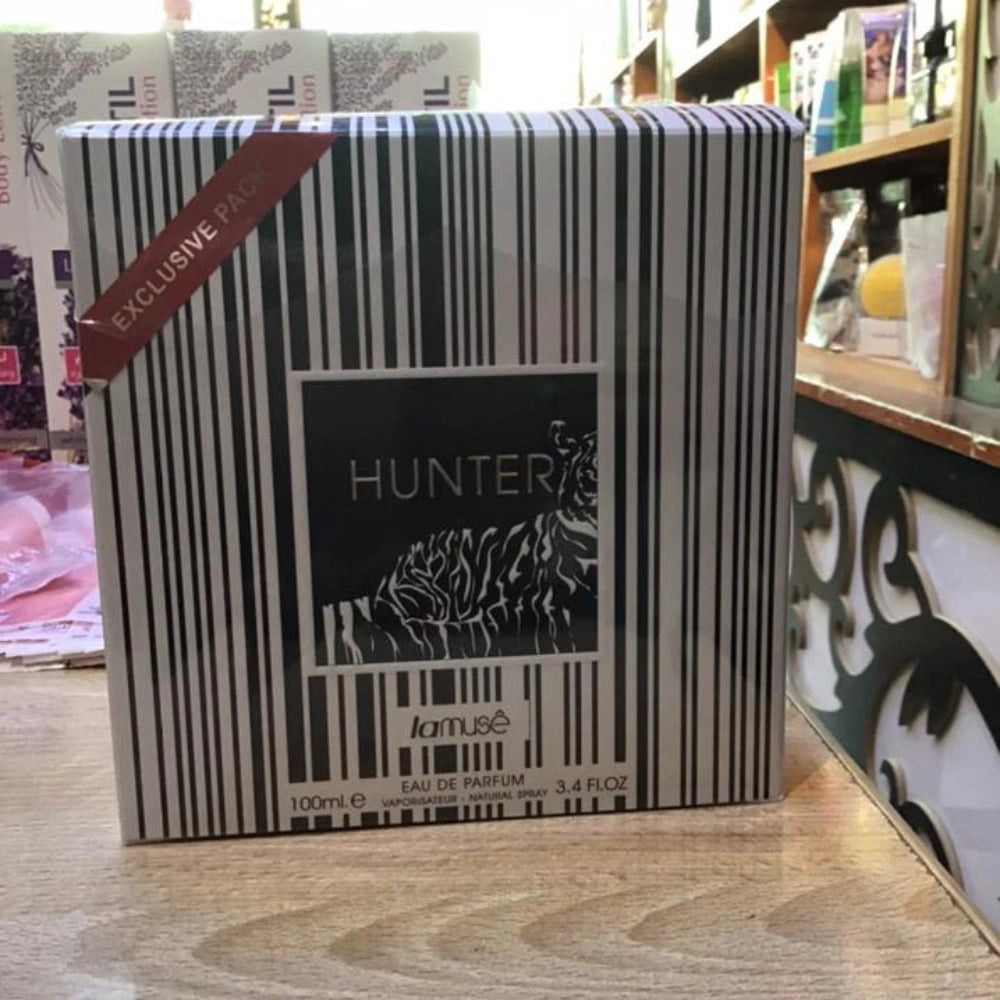 EXCLUSIVE PACK
HUNTER
lamusê
EAU DE PARFUM
100ml.e VAPORISATEUR - NATURAL SPRAY 3.4 Fl.OZ